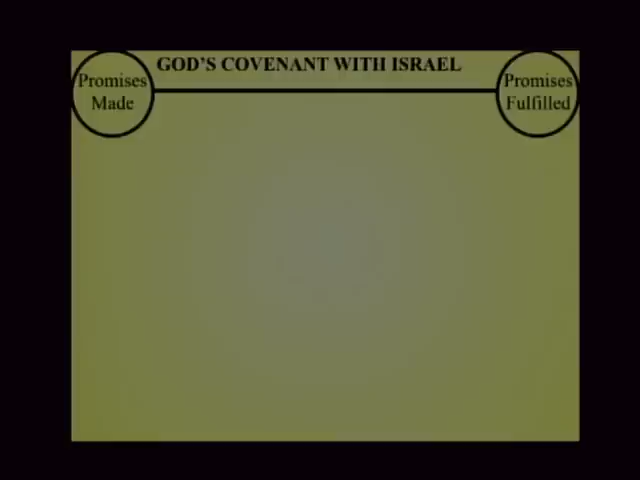 GOD'S COVENANT WITH ISRAEL
Promises
Made
Promises
Fulfilled